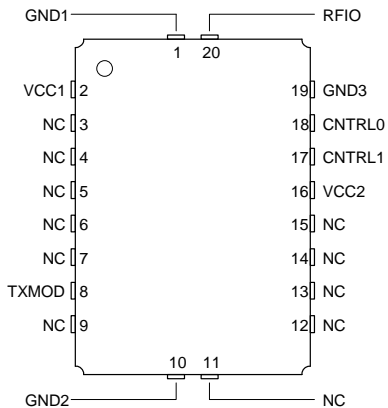 GND1 RFIO
1 20
VCC1 2 19 GND3
NC 3 18 CNTRL0
NC 4 17 CNTRL1
NC 5 16 VCC2
NC 6 15 NC
NC 7 14 NC
TXMOD 8 13 NC
NC 9 12 NC
10 11
GND2 NC